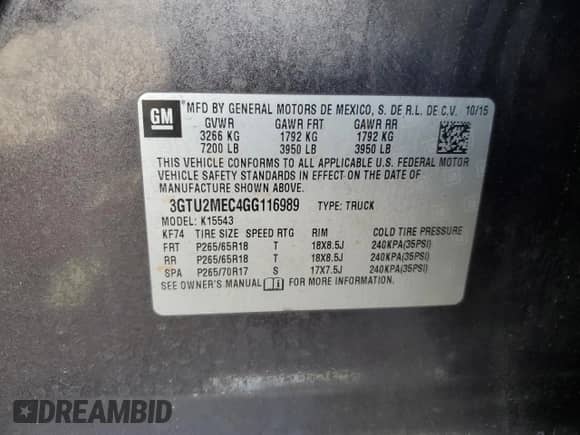 GM
MFD BY GENERAL MOTORS DE MEXICO, S. DE R.L. DE C.V. 10/15
GVWR GAWR FRT GAWR RR
3266 KG 1792 KG 1792 KG
7200 LB 3950 LB 3950 LB
THIS VEHICLE CONFORMS TO ALL APPLICABLE U.S. FEDERAL MOTOR
VEHICLE SAFETY STANDARDS IN EFFECT ON THE DATE OF
MANUFACTURE SHOWN ABOVE.
3GTU2MEC4GG116989 TYPE: TRUCK
MODEL: K15543
KF74 TIRE SIZE SPEED RTG RIM COLD TIRE PRESSURE
FRT P265/65R18 T 18X8.5J 240KPA(35PSI)
RR P265/65R18 T 18X8.5J 240KPA(35PSI)
SPA P265/70R17 S 17X7.5J 240KPA(35PSI)
SEE OWNER'S MANUAL FOR MORE INFORMATION.
DREAMBID